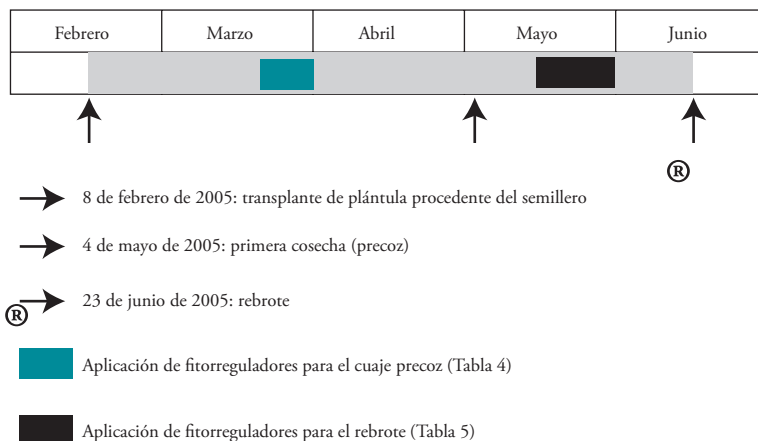 Febrero Marzo Abril Mayo Junio
®
8 de febrero de 2005: transplante de plántula procedente del semillero
4 de mayo de 2005: primera cosecha (precoz)
® 23 de junio de 2005: rebrote
Aplicación de fitorreguladores para el cuaje precoz (Tabla 4)
Aplicación de fitorreguladores para el rebrote (Tabla 5)